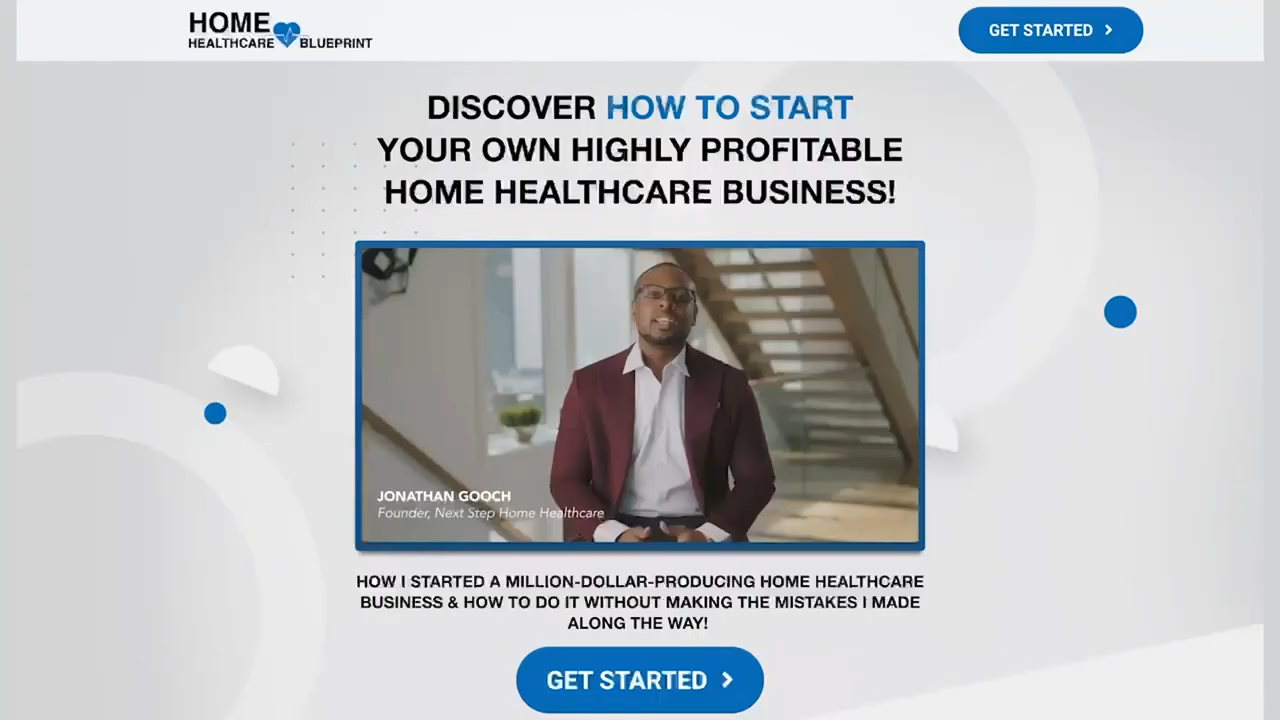 HOME
HEALTHCARE BLUEPRINT
GET STARTED
DISCOVER HOW TO START
YOUR OWN HIGHLY PROFITABLE
HOME HEALTHCARE BUSINESS!
JONATHAN GOOCH
Founder, Next Step Home Healthcare
HOW I STARTED A MILLION-DOLLAR-PRODUCING HOME HEALTHCARE
BUSINESS & HOW TO DO IT WITHOUT MAKING THE MISTAKES I MADE
ALONG THE WAY!
GET STARTED